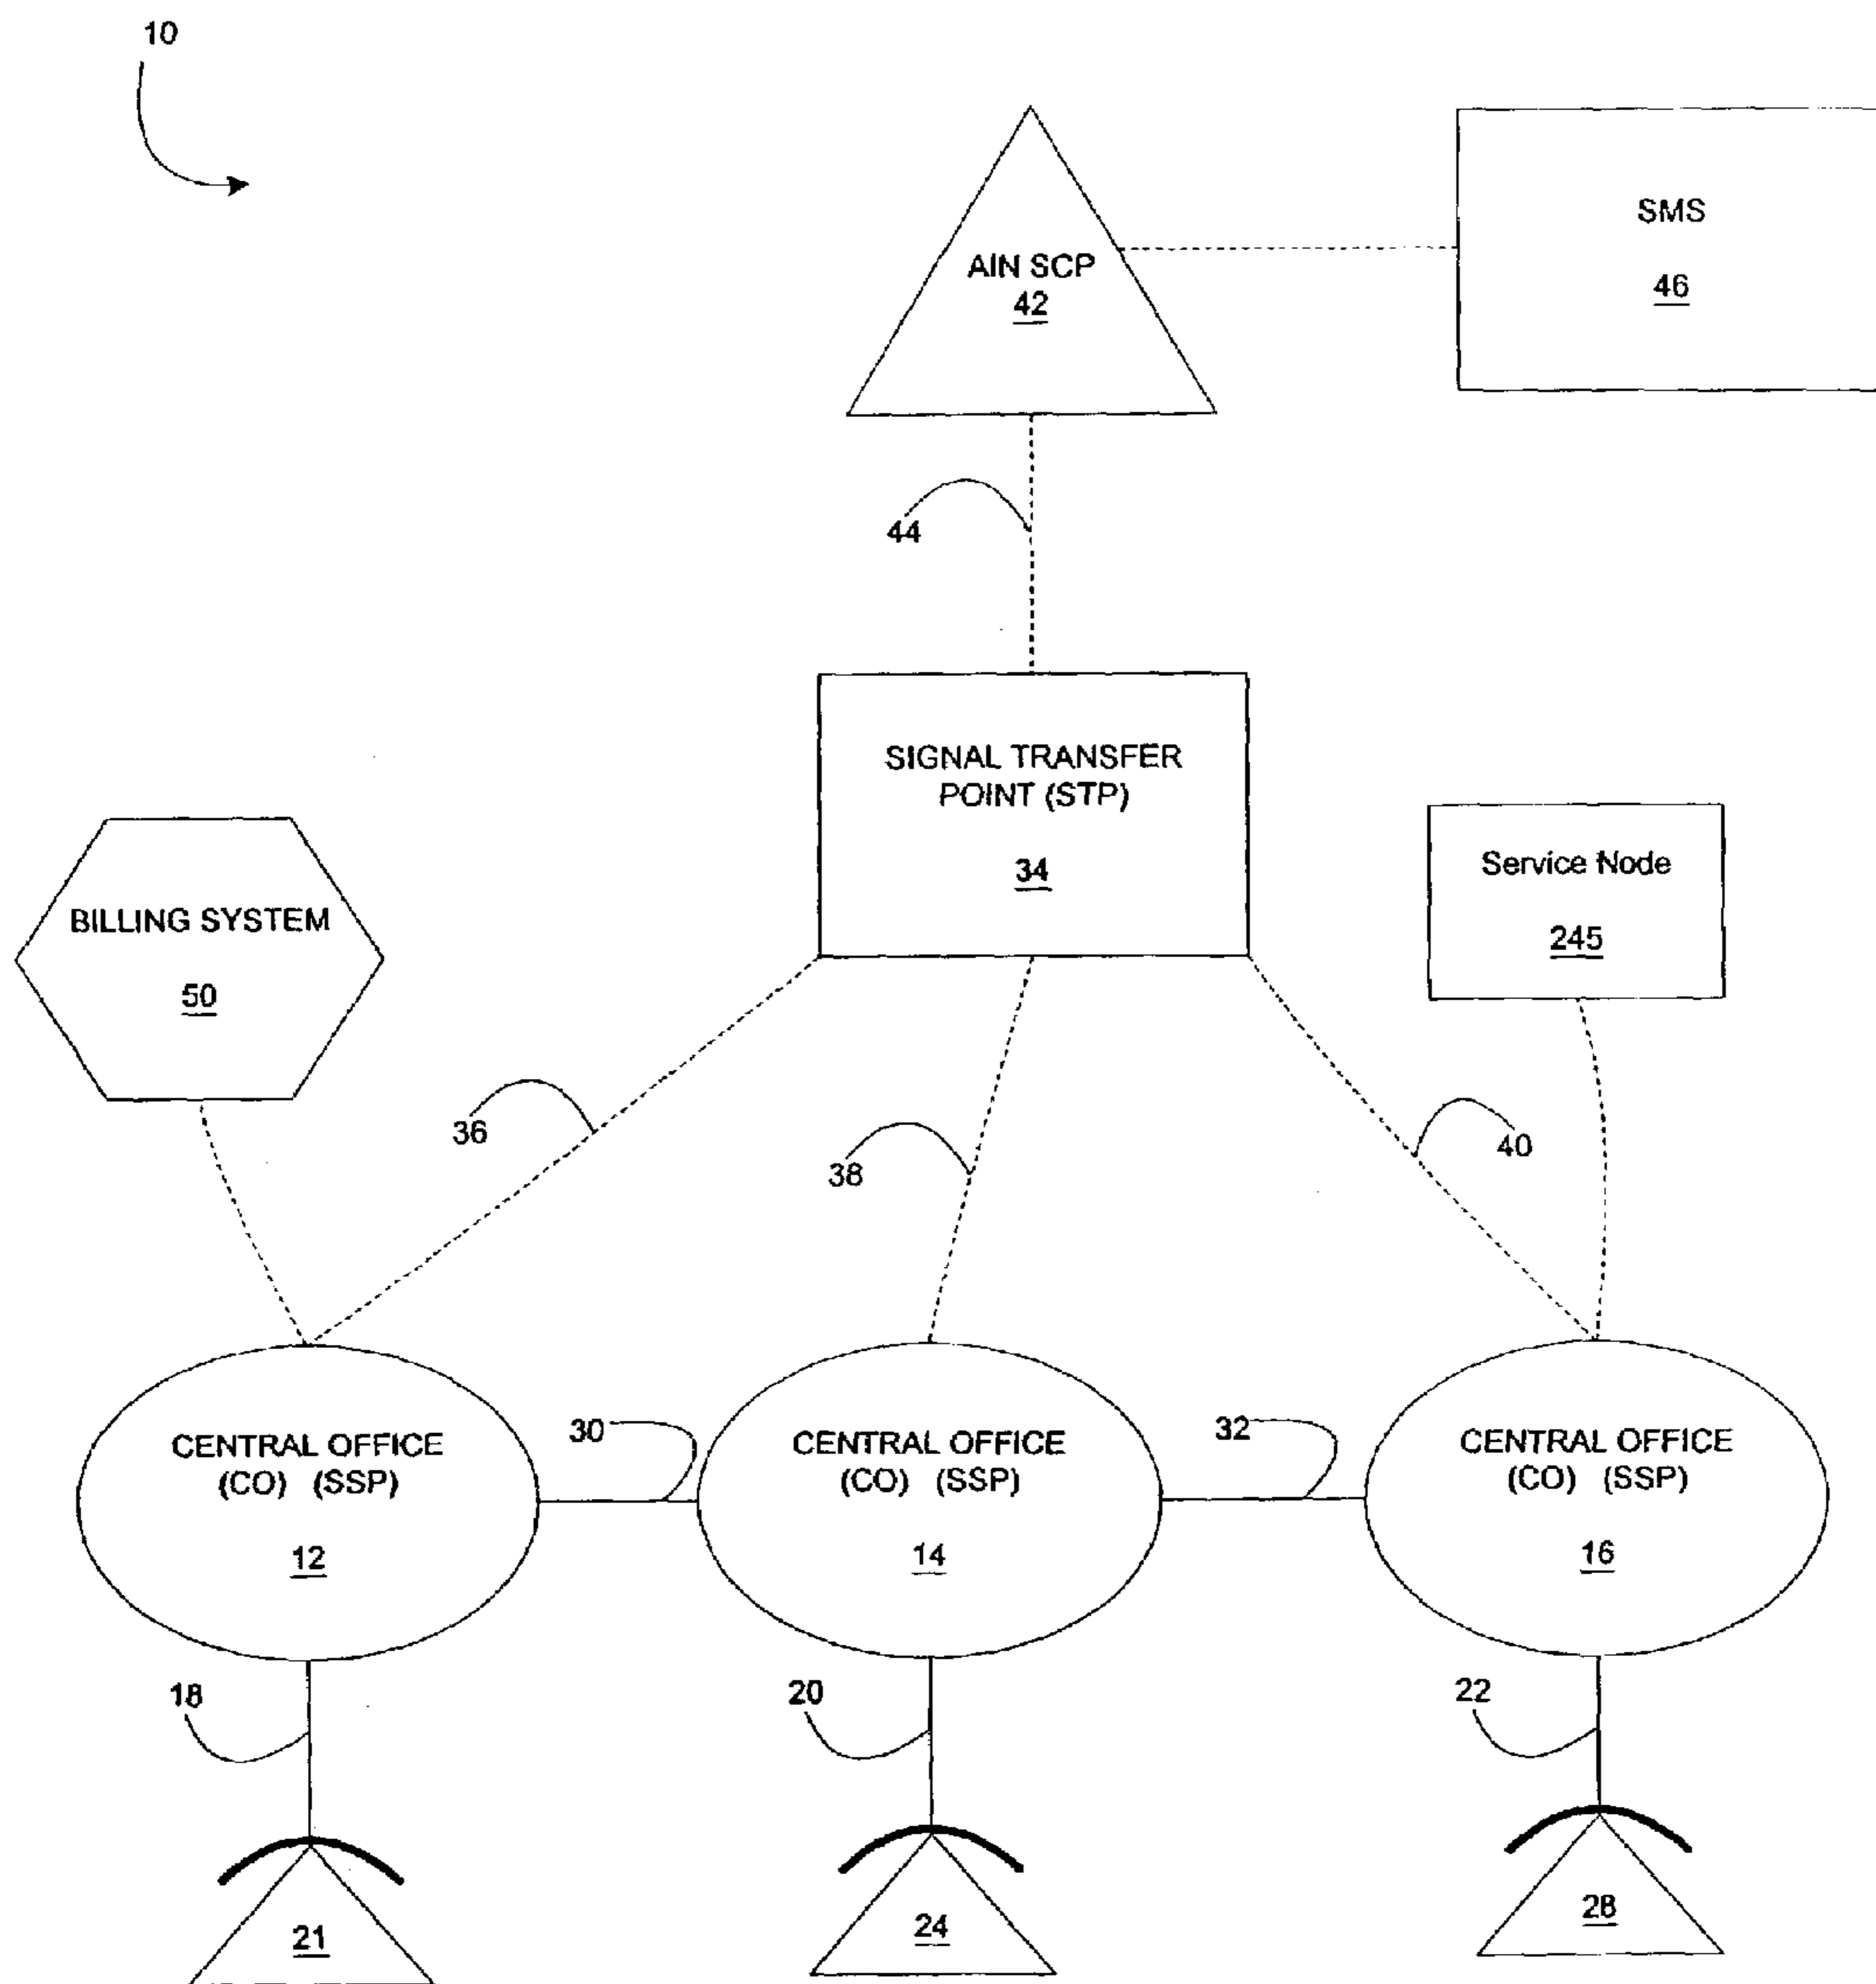 10
SMS
46
AIN SCP
42
44
SIGNAL TRANSFER
POINT (STP)
34
Service Node
245
BILLING SYSTEM
50
36
38
40
30
32
CENTRAL OFFICE
(CO) (SSP)
12
CENTRAL OFFICE
(CO) (SSP)
14
CENTRAL OFFICE
(CO) (SSP)
16
18
20
22
21
24
28